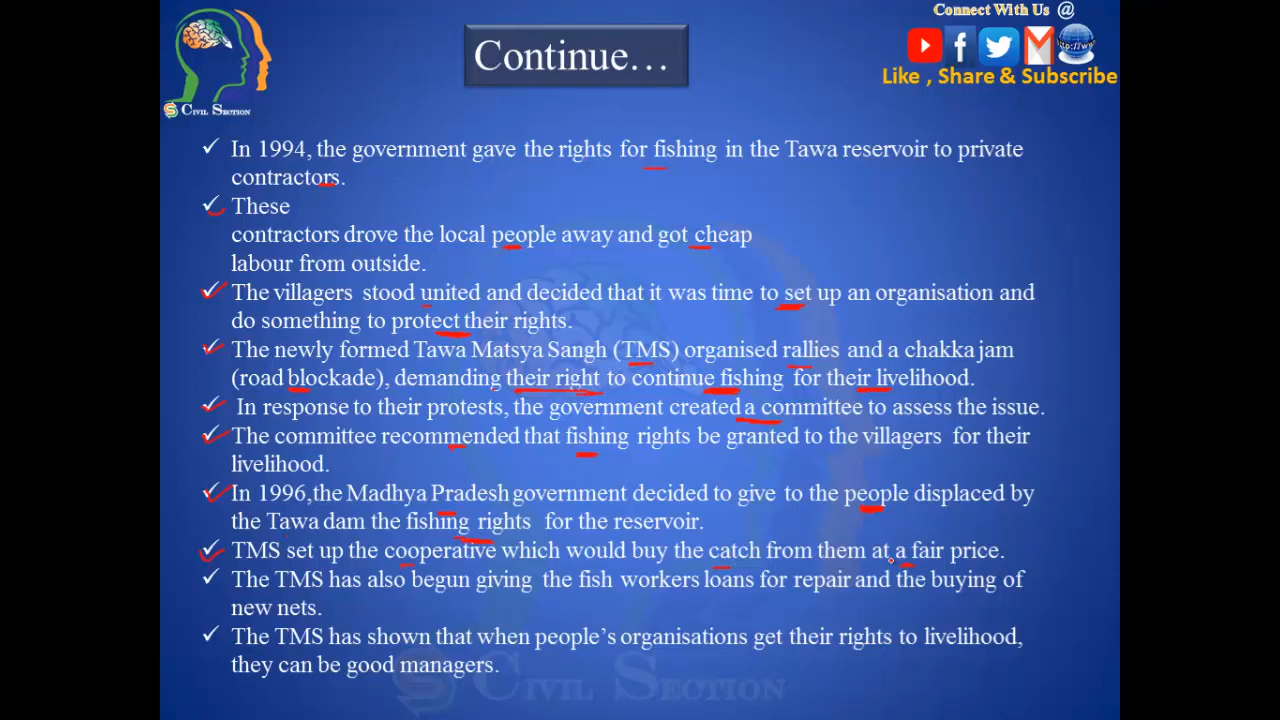 Connect With Us @
Continue…
http://ww
Like , Share & Subscribe
CIVIL SECTION
In 1994, the government gave the rights for fishing in the Tawa reservoir to private
contractors.
These
contractors drove the local people away and got cheap
labour from outside.
The villagers stood united and decided that it was time to set up an organisation and
do something to protect their rights.
The newly formed Tawa Matsya Sangh (TMS) organised rallies and a chakka jam
(road blockade), demanding their right to continue fishing for their livelihood.
In response to their protests, the government created a committee to assess the issue.
The committee recommended that fishing rights be granted to the villagers for their
livelihood.
In 1996,the Madhya Pradesh government decided to give to the people displaced by
the Tawa dam the fishing rights for the reservoir.
TMS set up the cooperative which would buy the catch from them at a fair price.
The TMS has also begun giving the fish workers loans for repair and the buying of
new nets.
The TMS has shown that when people’s organisations get their rights to livelihood,
they can be good managers.
CIVIL SECTION